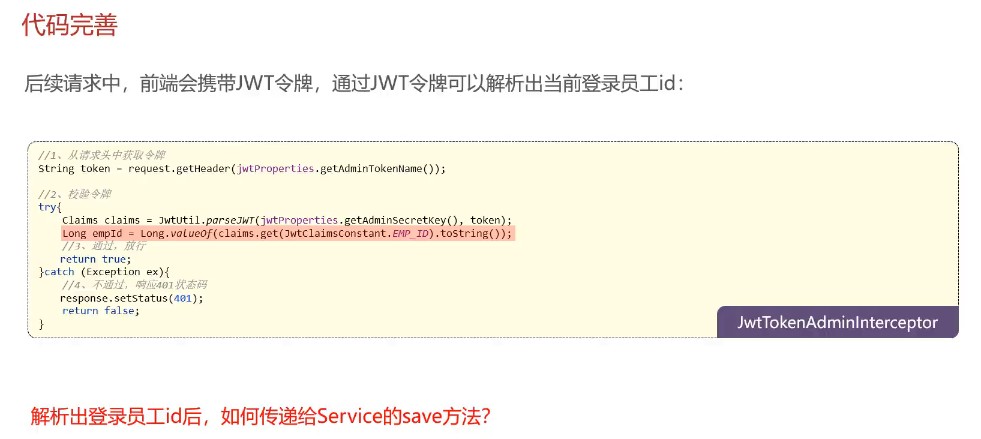 代码完善
后续请求中，前端会携带JWT令牌，通过JWT令牌可以解析出当前登录员工id：
//1、从请求头中获取令牌
String token = request.getHeader(jwtProperties.getAdminTokenName());
//2、校验令牌
try{
Claims claims = JwtUtil.parseJWT(jwtProperties.getAdminSecretKey(), token);
Long empId = Long.valueOf(claims.get(JwtClaimsConstant.EMP_ID).toString());
//3、通过，放行
return true;
}catch (Exception ex){
//4、不通过，响应401状态码
response.setStatus(401);
return false;
}
JwtTokenAdminInterceptor
解析出登录员工id后，如何传递给Service的save方法？